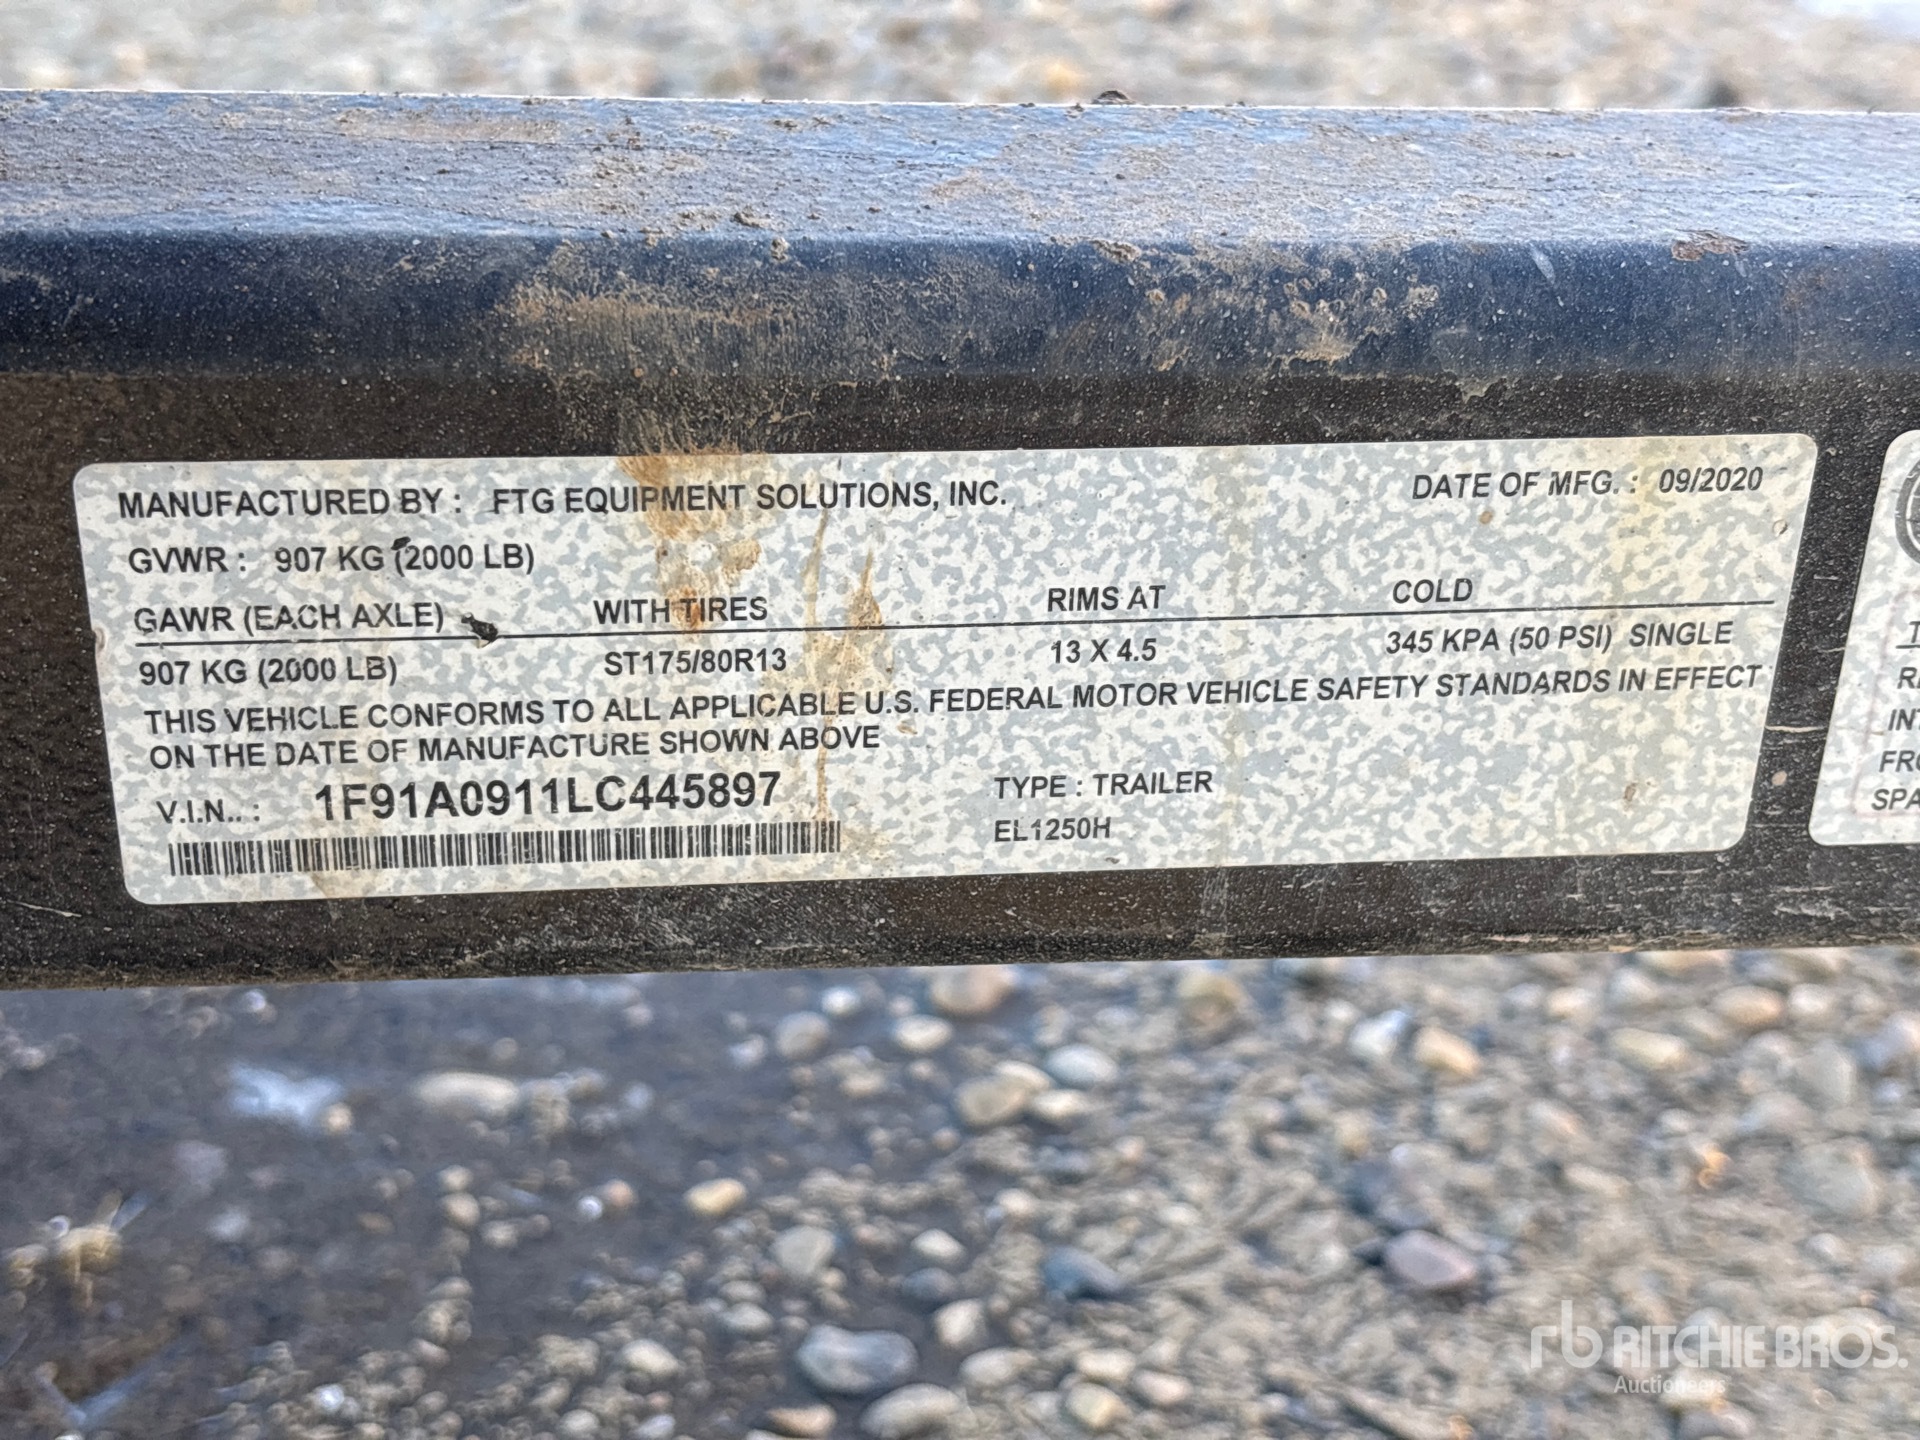 MANUFACTURED BY : FTG EQUIPMENT SOLUTIONS, INC. DATE OF MFG. : 09/2020
GVWR : 907 KG (2000 LB)
GAWR (EACH AXLE) WITH TIRES RIMS AT COLD
907 KG (2000 LB) ST175/80R13 13 X 4.5 345 KPA (50 PSI) SINGLE
THIS VEHICLE CONFORMS TO ALL APPLICABLE U.S. FEDERAL MOTOR VEHICLE SAFETY STANDARDS IN EFFECT
ON THE DATE OF MANUFACTURE SHOWN ABOVE
V.I.N.. : 1F91A0911LC445897 TYPE : TRAILER
EL1250H
rb RITCHIE BROS.
Auctioneers